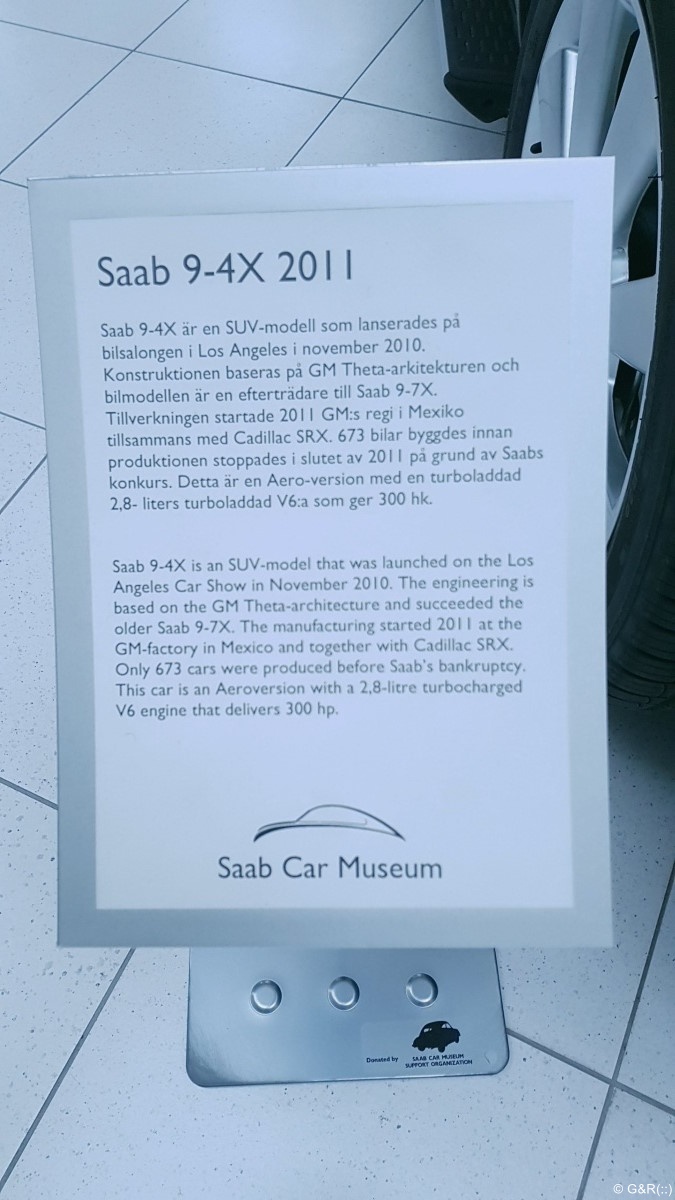 Saab 9-4X 2011
Saab 9-4X är en SUV-modell som lanserades på
bilsalongen i Los Angeles i november 2010.
Konstruktionen baseras på GM Theta-arkitekturen och
bilmodellen är en efterträdare till Saab 9-7X.
Tillverkningen startade 2011 GM:s regi i Mexiko
tillsammans med Cadillac SRX. 673 bilar byggdes innan
produktionen stoppades i slutet av 2011 på grund av Saabs
konkurs. Detta är en Aero-version med en turboladdad
2,8- liters turboladdad V6:a som ger 300 hk.
Saab 9-4X is an SUV-model that was launched on the Los
Angeles Car Show in November 2010. The engineering is
based on the GM Theta-architecture and succeeded the
older Saab 9-7X. The manufacturing started 2011 at the
GM-factory in Mexico and together with Cadillac SRX.
Only 673 cars were produced before Saab's bankruptcy.
This car is an Aeroversion with a 2,8-litre turbocharged
V6 engine that delivers 300 hp.
Saab Car Museum
Donated by SAAB CAR MUSEUM
SUPPORT ORGANIZATION
© G&R(::)